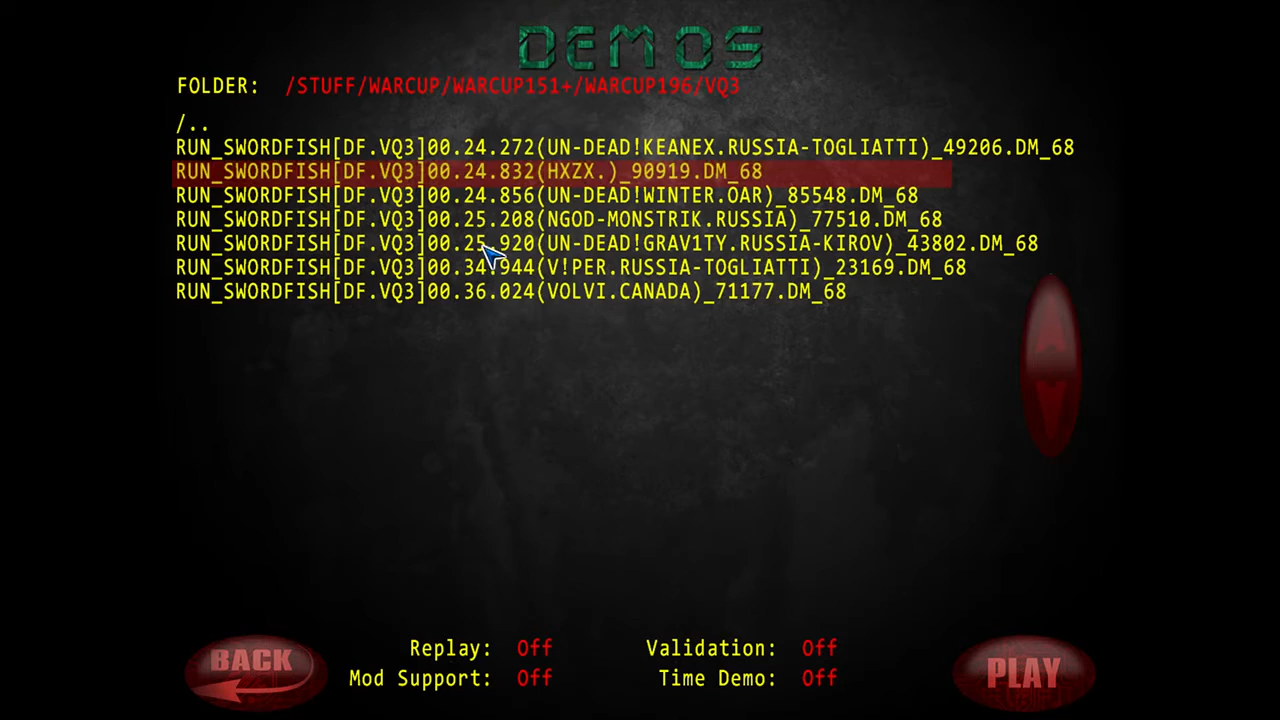 DEMOS
FOLDER: /STUFF/WARCUP/WARCUP151+/WARCUP196/VQ3
/..
RUN_SWORDFISH[DF.VQ3]00.24.272(UN-DEAD!KEANEX.RUSSIA-TOGLIATTI)_49206.DM_68
RUN_SWORDFISH[DF.VQ3]00.24.832(HXZX.)_90919.DM_68
RUN_SWORDFISH[DF.VQ3]00.24.856(UN-DEAD!WINTER.OAR)_85548.DM_68
RUN_SWORDFISH[DF.VQ3]00.25.208(NGOD-MONSTRIK.RUSSIA)_77510.DM_68
RUN_SWORDFISH[DF.VQ3]00.25.920(UN-DEAD!GRAV1TY.RUSSIA-KIROV)_43802.DM_68
RUN_SWORDFISH[DF.VQ3]00.34.944(V!PER.RUSSIA-TOGLIATTI)_23169.DM_68
RUN_SWORDFISH[DF.VQ3]00.36.024(VOLVI.CANADA)_71177.DM_68
Replay: Off Validation: Off
Mod Support: Off Time Demo: Off
BACK PLAY